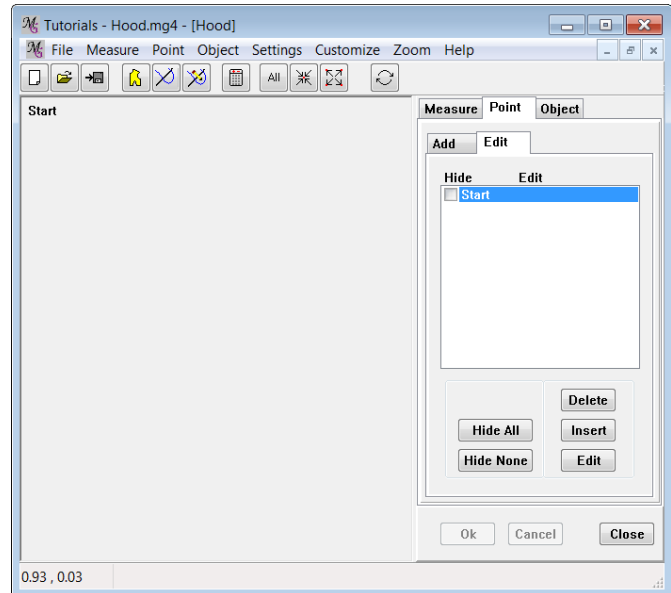 Tutorials - Hood.mg4 - [Hood]
File Measure Point Object Settings Customize Zoom Help
All
Start
Measure Point Object
Add Edit
Hide Edit
Start
Delete
Hide All Insert
Hide None Edit
Ok Cancel Close
0.93 , 0.03